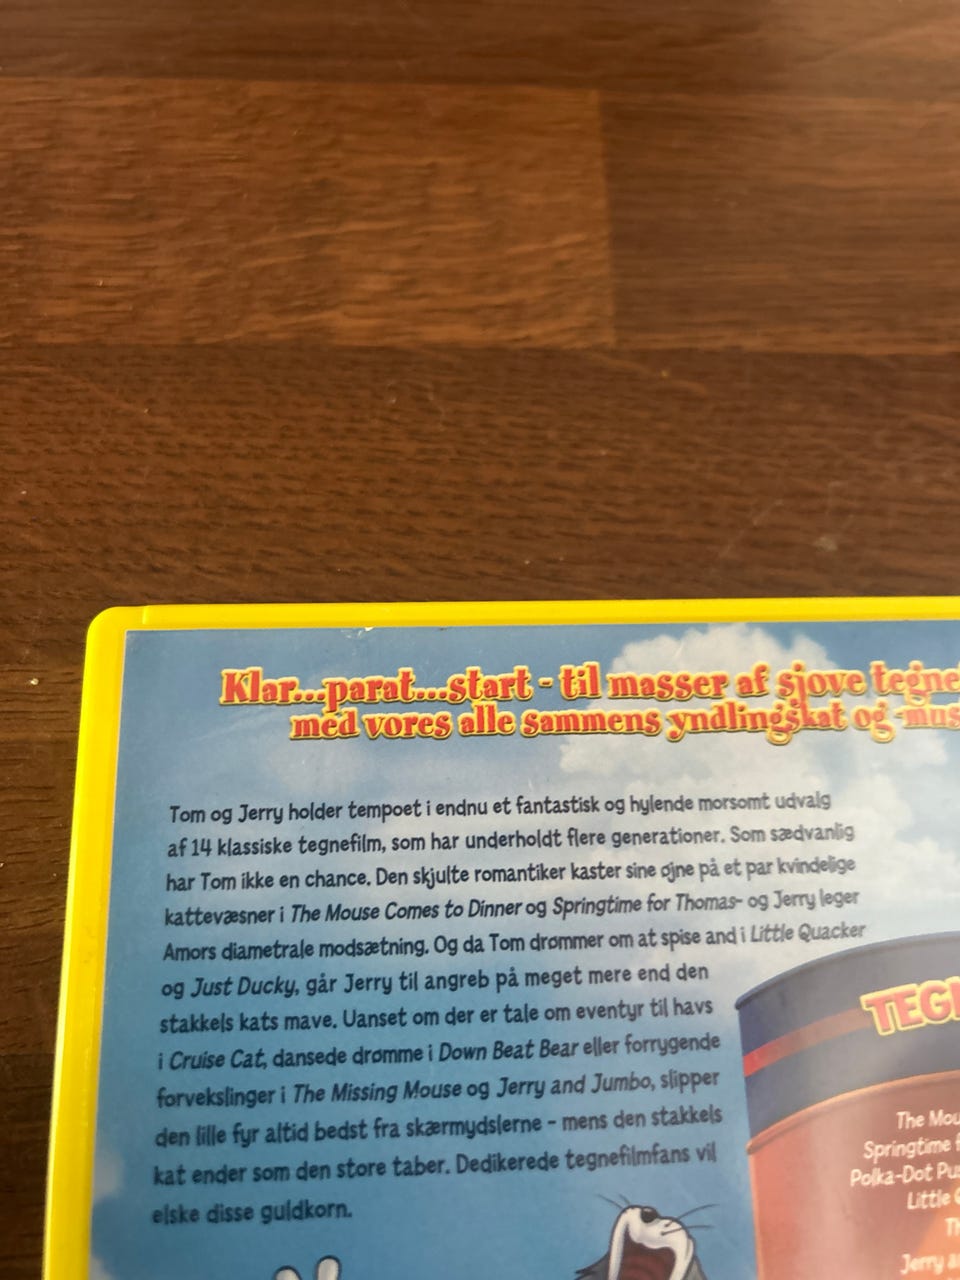 Klar...parat...start - til masser af sjove
med vores alle sammens yndlingskat og -mus
Tom og Jerry holder tempoet i endnu et fantastisk og hylende morsomt udvalg
af 14 klassiske tegnefilm, som har underholdt flere generationer. Som sædvanlig
har Tom ikke en chance. Den skjulte romantiker kaster sine øjne på et par kvindelige
kattevæsner i The Mouse Comes to Dinner og Springtime for Thomas- og Jerry leger
Amors diametrale modsætning. Og da Tom drømmer om at spise and i Little Quacker
og Just Ducky, går Jerry til angreb på meget mere end den
stakkels kats mave. Uanset om der er tale om eventyr til havs
i Cruise Cat, dansede drømme i Down Beat Bear eller forrygende
forvekslinger i The Missing Mouse og Jerry and Jumbo, slipper
den lille fyr altid bedst fra skærmydslerne - mens den stakkels
kat ender som den store taber. Dedikerede tegnefilmfans vil
elske disse guldkorn.
The
Springtime
Polka-Dot
Little
Jerry